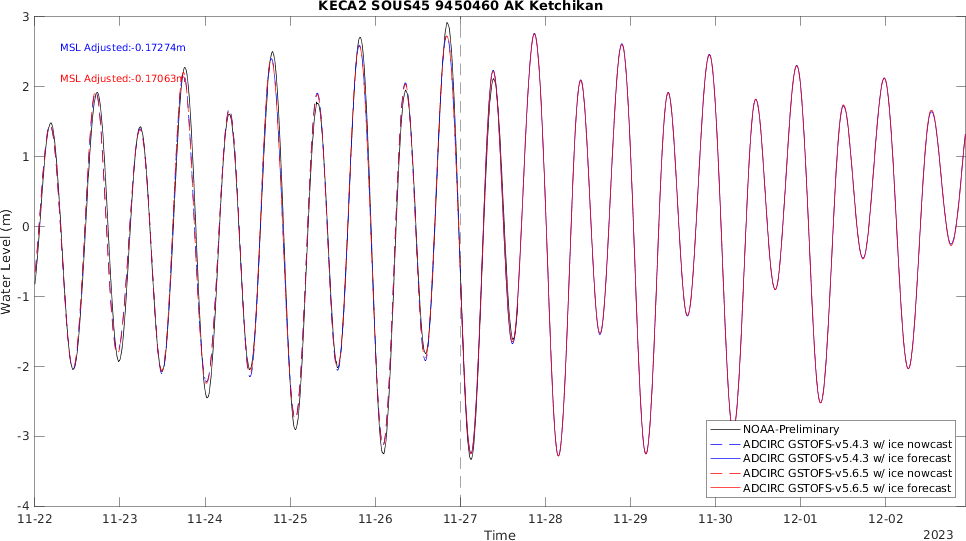 KECA2 SOUS45 9450460 AK Ketchikan
MSL Adjusted:-0.17274m
MSL Adjusted:-0.17063m
3
2
1
0
-1
-2
-3
-4
Water Level (m)
NOAA-Preliminary
ADCIRC GSTOFS-v5.4.3 w/ ice nowcast
ADCIRC GSTOFS-v5.4.3 w/ ice forecast
ADCIRC GSTOFS-v5.6.5 w/ ice nowcast
ADCIRC GSTOFS-v5.6.5 w/ ice forecast
11-22 11-23 11-24 11-25 11-26 11-27 11-28 11-29 11-30 12-01 12-02
Time
2023